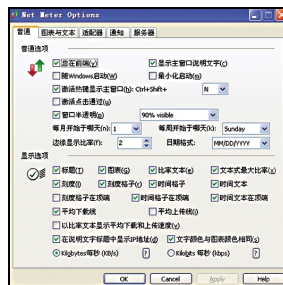 Net Meter Options
普通 图表与文本 适配器 通知 服务器
普通选项
总在前端(y) 显示主窗口说明文字(c)
随Windows启动(W) 最小化启动(m)
激活热键显示主窗口(h): Ctrl+Shift+ N
激活点击通过(u)
窗口半透明(p) 90% visible
每月开始于哪天(n): 1 每周开始于哪天(k): Sunday
边缘显示比率(f): 2 日期格式: MM/DD/YYYY
显示选项
标题(T) 图表(G) 比率文本(e) 文本式最大比率(v)
刻度(l) 刻度格子(r) 时间格子 时间文本
刻度格子在顶端 时间格子在顶端 时间文本在顶端
平均下载线 平均上传线(i)
以比率文本显示平均下载和上传速度(v)
在说明文字标题中显示IP地址(d) 文字颜色与图表颜色相同(s)
Kilobytes每秒 (KB/s) ? Kilobits 每秒 (kbps) ?
OK Cancel Apply Help